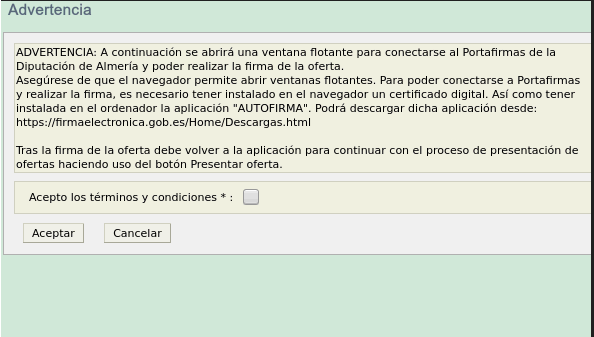 Advertencia
ADVERTENCIA: A continuación se abrirá una ventana flotante para conectarse al Portafirmas de la
Diputación de Almería y poder realizar la firma de la oferta.
Asegúrese de que el navegador permite abrir ventanas flotantes. Para poder conectarse a Portafirmas
y realizar la firma, es necesario tener instalado en el navegador un certificado digital. Así como tener
instalada en el ordenador la aplicación "AUTOFIRMA". Podrá descargar dicha aplicación desde:
https://firmaelectronica.gob.es/Home/Descargas.html
Tras la firma de la oferta debe volver a la aplicación para continuar con el proceso de presentación de
ofertas haciendo uso del botón Presentar oferta.
Acepto los términos y condiciones * :
Aceptar Cancelar